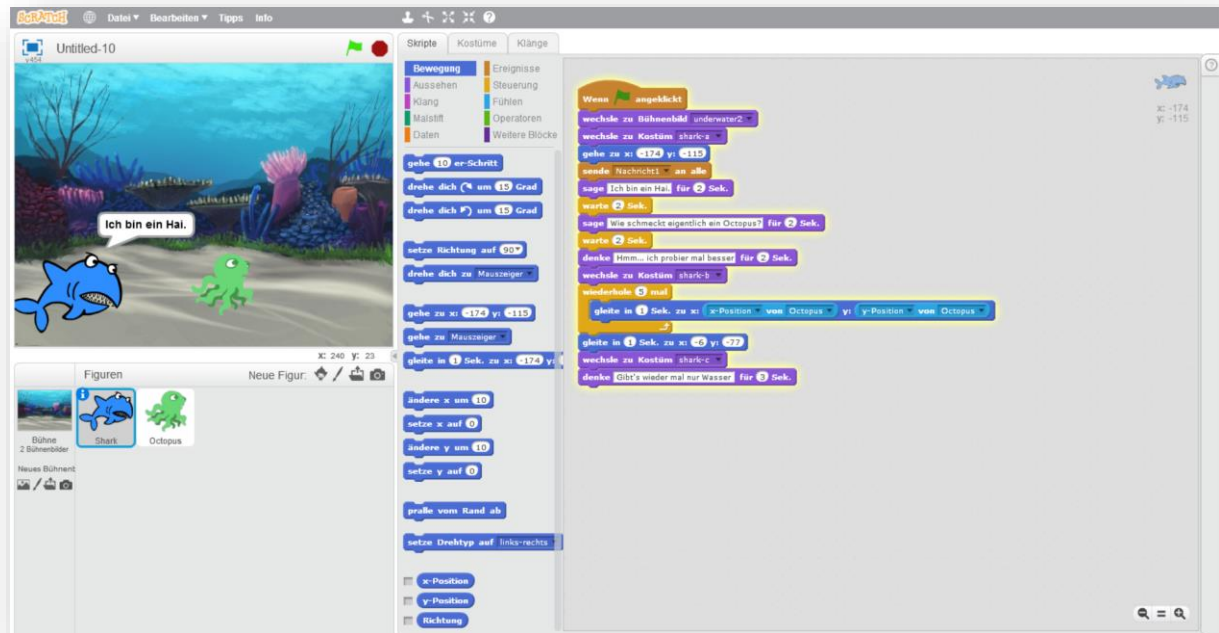 SCRATCH Datei Bearbeiten Tipps Info
Untitled-10
v454
Ich bin ein Hai.
x: 240 y: 23
Figuren Neue Figur:
Bühne
2 Bühnenbilder
Shark
Octopus
Neues Bühnent
Skripte Kostüme Klänge
Bewegung Ereignisse
Aussehen Steuerung
Klang Fühlen
Malstift Operatoren
Daten Weitere Blöcke
gehe 10 er-Schritt
drehe dich um 15 Grad
drehe dich um 15 Grad
setze Richtung auf 90
drehe dich zu Mauszeiger
gehe zu x: -174 y: -115
gehe zu Mauszeiger
gleite in 1 Sek. zu x: -174 y:
ändere x um 10
setze x auf 0
ändere y um 10
setze y auf 0
pralle vom Rand ab
setze Drehtyp auf links-rechts
x-Position
y-Position
Richtung
Wenn angeklickt
wechsle zu Bühnenbild underwater2
wechsle zu Kostüm shark-a
gehe zu x: -174 y: -115
sende Nachricht1 an alle
sage Ich bin ein Hai. für 2 Sek.
warte 2 Sek.
sage Wie schmeckt eigentlich ein Octopus? für 2 Sek.
warte 2 Sek.
denke Hmm... ich probier mal besser für 2 Sek.
wechsle zu Kostüm shark-b
wiederhole 5 mal
gleite in 1 Sek. zu x: x-Position von Octopus y: y-Position von Octopus
gleite in 1 Sek. zu x: -6 y: -77
wechsle zu Kostüm shark-c
denke Gibt's wieder mal nur Wasser für 3 Sek.
x: -174
y: -115